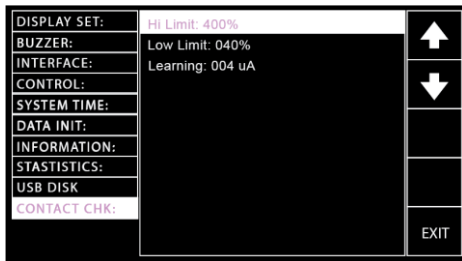 DISPLAY SET:
BUZZER:
INTERFACE:
CONTROL:
SYSTEM TIME:
DATA INIT:
INFORMATION:
STASTISTICS:
USB DISK
CONTACT CHK:
Hi Limit: 400%
Low Limit: 040%
Learning: 004 uA
EXIT